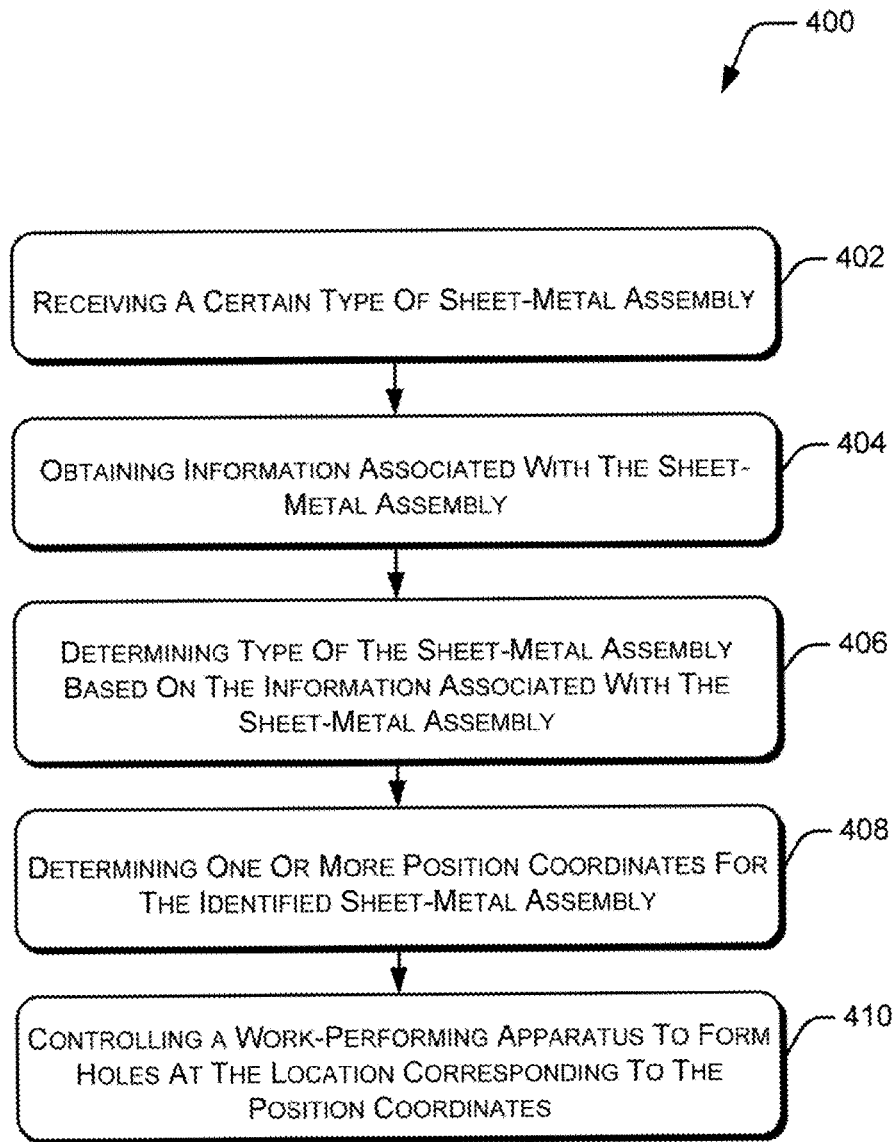 400
RECEIVING A CERTAIN TYPE OF SHEET-METAL ASSEMBLY
402
OBTAINING INFORMATION ASSOCIATED WITH THE SHEET-
METAL ASSEMBLY
404
DETERMINING TYPE OF THE SHEET-METAL ASSEMBLY
BASED ON THE INFORMATION ASSOCIATED WITH THE
SHEET-METAL ASSEMBLY
406
DETERMINING ONE OR MORE POSITION COORDINATES FOR
THE IDENTIFIED SHEET-METAL ASSEMBLY
408
CONTROLLING A WORK-PERFORMING APPARATUS TO FORM
HOLES AT THE LOCATION CORRESPONDING TO THE
POSITION COORDINATES
410